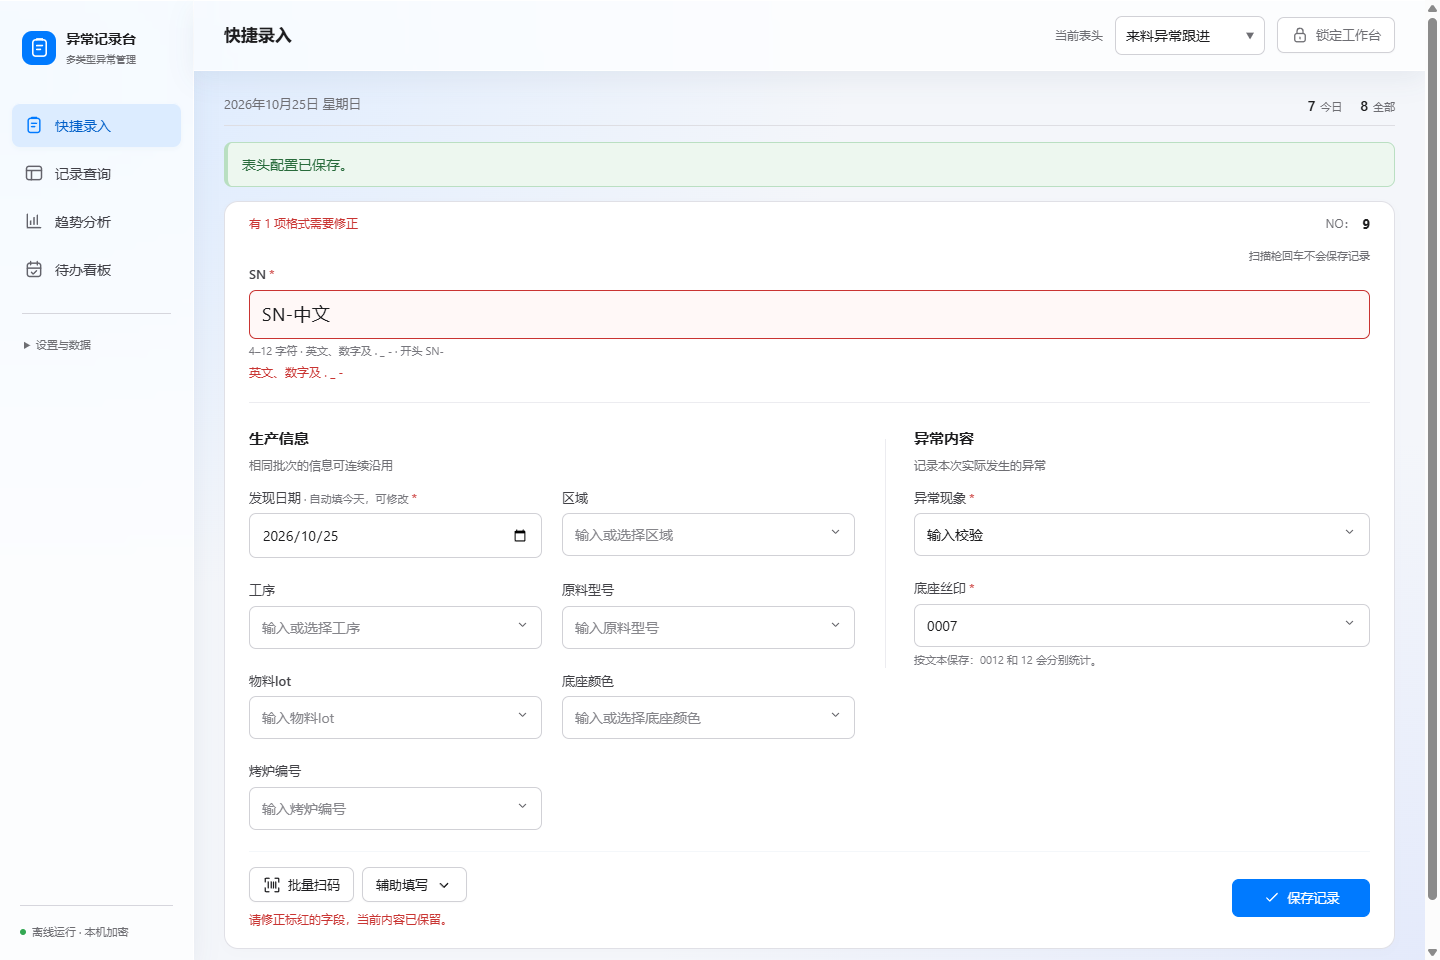 异常记录台
多类型异常管理
快捷录入
记录查询
趋势分析
待办看板
设置与数据
离线运行 · 本机加密
快捷录入
当前表头
来料异常跟进
锁定工作台
2026年10月25日 星期日
7 今日 8 全部
表头配置已保存。
有 1 项格式需要修正
NO： 9
扫描枪回车不会保存记录
SN *
SN-中文
4–12 字符 · 英文、数字及 . _ - · 开头 SN-
英文、数字及 . _ -
生产信息
相同批次的信息可连续沿用
发现日期 · 自动填今天，可修改 *
2026/10/25
区域
输入或选择区域
工序
输入或选择工序
原料型号
输入原料型号
物料lot
输入物料lot
底座颜色
输入或选择底座颜色
烤炉编号
输入烤炉编号
异常内容
记录本次实际发生的异常
异常现象 *
输入校验
底座丝印 *
0007
按文本保存：0012 和 12 会分别统计。
批量扫码
辅助填写
请修正标红的字段，当前内容已保留。
保存记录